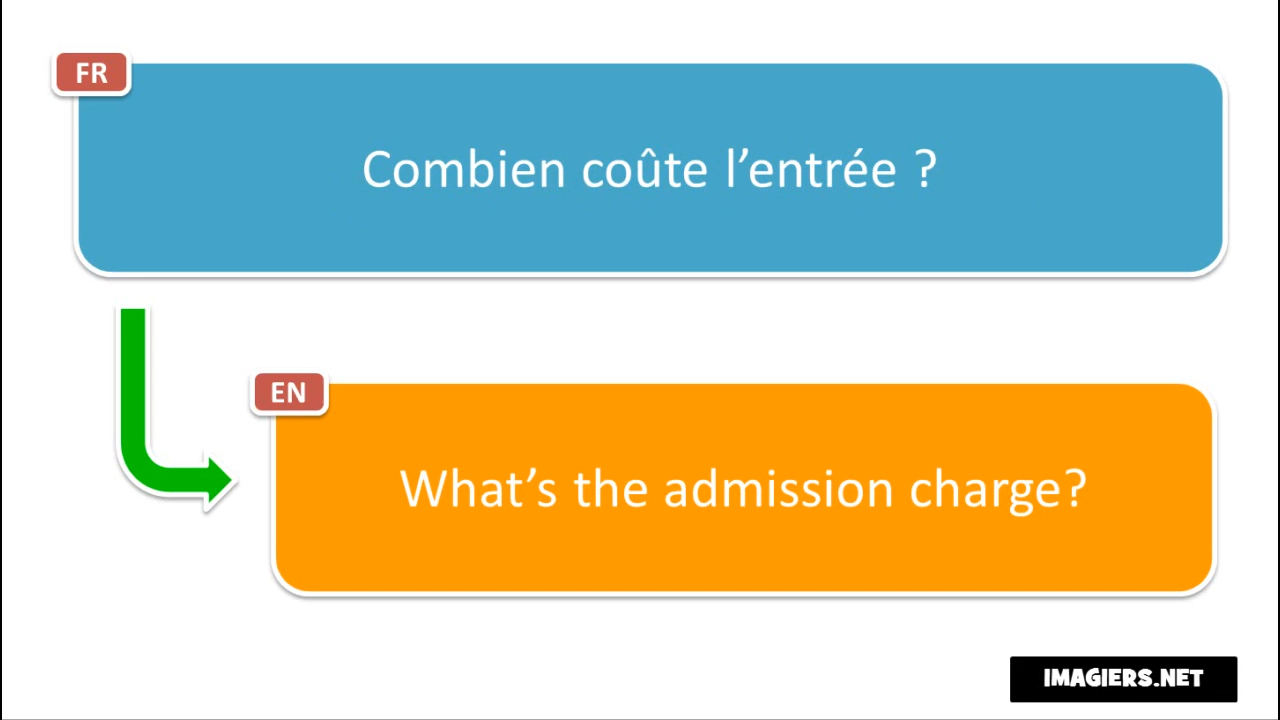 FR
Combien coûte l’entrée ?
EN
What’s the admission charge?
IMAGIERS.NET